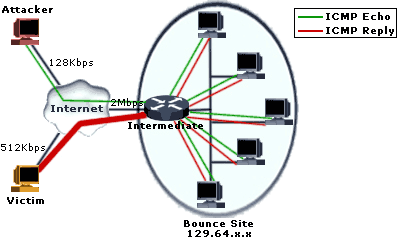 Attacker
ICMP Echo
ICMP Reply
128Kbps
Internet
2Mbps
Intermediate
512Kbps
Victim
Bounce Site
129.64.x.x